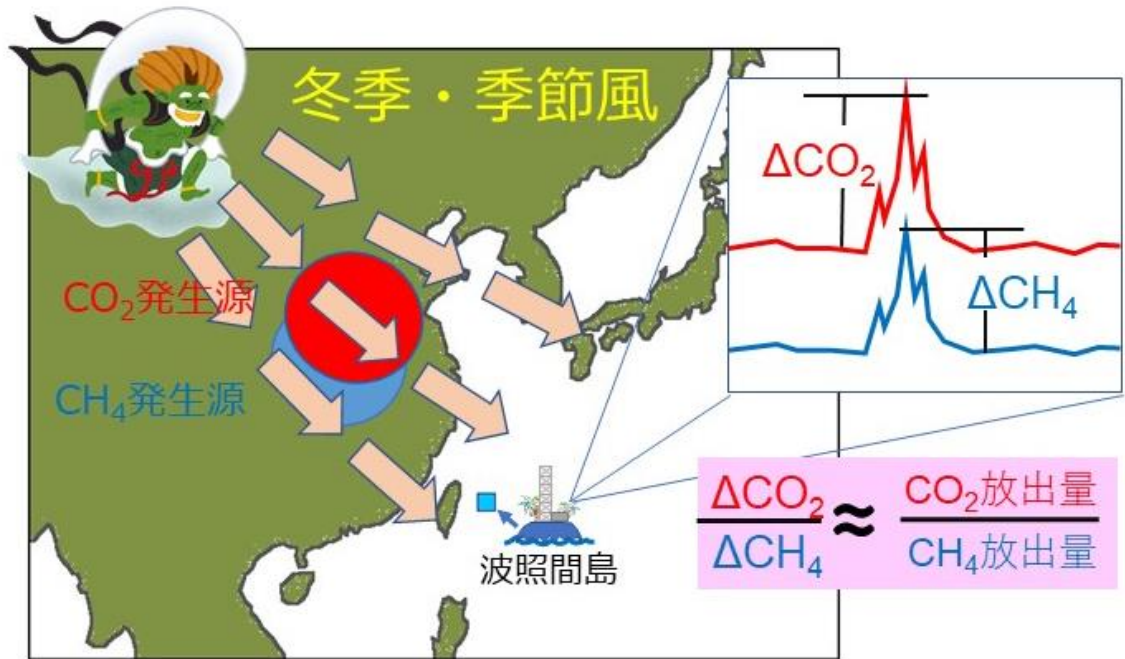 冬季・季節風
CO₂発生源
CH₄発生源
ΔCO₂
ΔCH₄
波照間島
ΔCO₂
ΔCH₄
≈
CO₂放出量
CH₄放出量